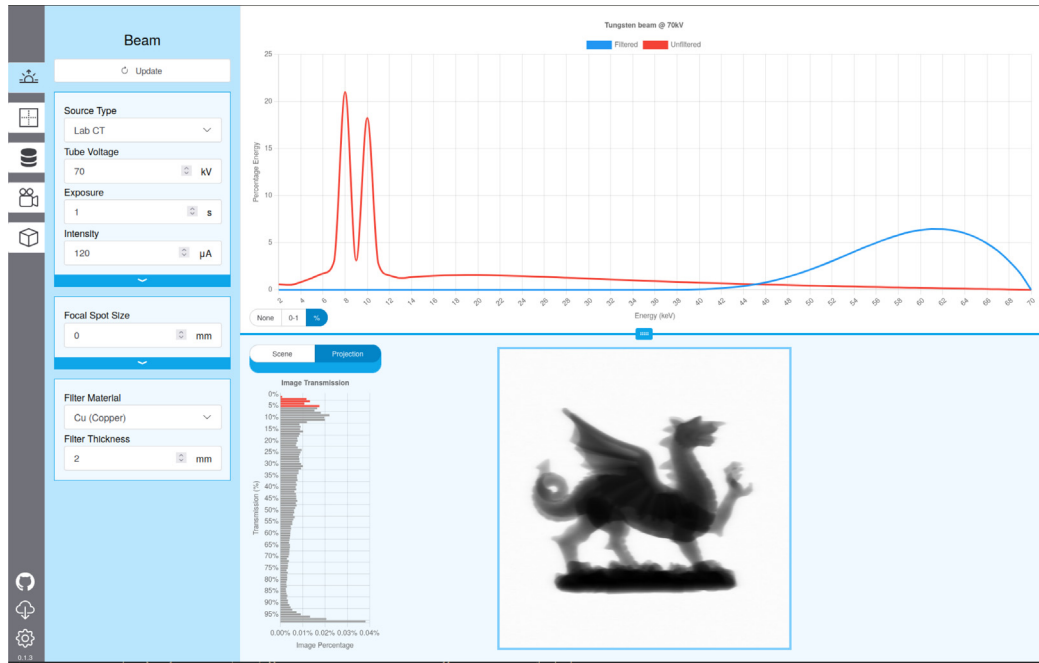 Beam
Update
Source Type
Lab CT
Tube Voltage
70 kV
Exposure
1 s
Intensity
120 µA
Focal Spot Size
0 mm
Filter Material
Cu (Copper)
Filter Thickness
2 mm
0.1.3
Tungsten beam @ 70kV
Filtered Unfiltered
Percentage Energy
25
20
15
10
5
0
2 4 6 8 10 12 14 16 18 20 22 24 26 28 30 32 34 36 38 40 42 44 46 48 50 52 54 56 58 60 62 64 66 68 70
Energy (keV)
None 0-1 %
Scene Projection
Image Transmission
Transmission (%)
0%
5%
10%
15%
20%
25%
30%
35%
40%
45%
50%
55%
60%
65%
70%
75%
80%
85%
90%
95%
0.00% 0.01% 0.02% 0.03% 0.04%
Image Percentage